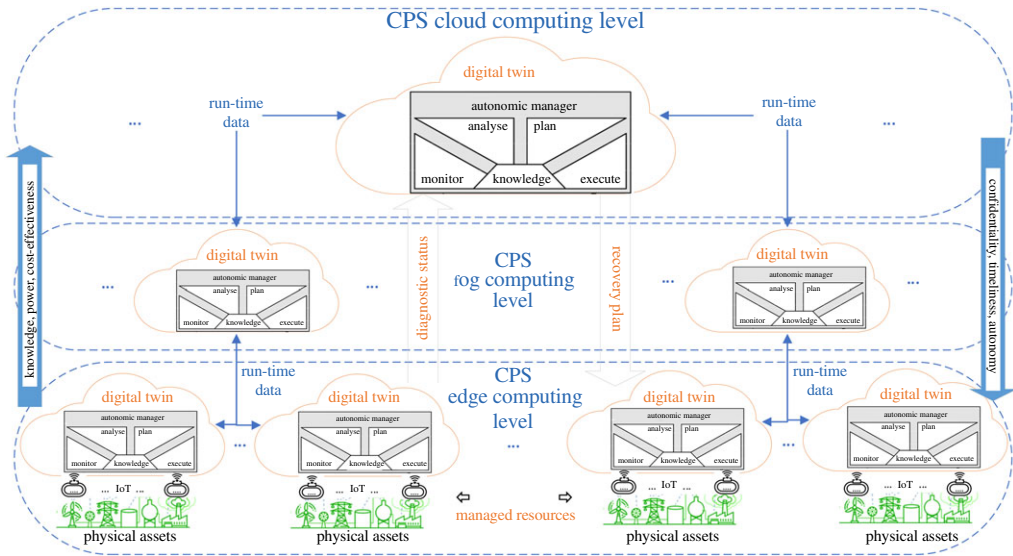 CPS cloud computing level
digital twin
autonomic manager
analyse plan
monitor knowledge execute
run-time
data
run-time
data
...
...
knowledge, power, cost-effectiveness
confidentiality, timeliness, autonomy
diagnostic status
recovery plan
CPS
fog computing
level
digital twin
autonomic manager
analyse plan
monitor knowledge execute
...
...
digital twin
autonomic manager
analyse plan
monitor knowledge execute
...
...
run-time
data
run-time
data
CPS
edge computing
level
digital twin
autonomic manager
analyse plan
monitor knowledge execute
... IoT ...
physical assets
...
digital twin
autonomic manager
analyse plan
monitor knowledge execute
... IoT ...
physical assets
...
managed resources
digital twin
autonomic manager
analyse plan
monitor knowledge execute
... IoT ...
physical assets
...
digital twin
autonomic manager
analyse plan
monitor knowledge execute
... IoT ...
physical assets